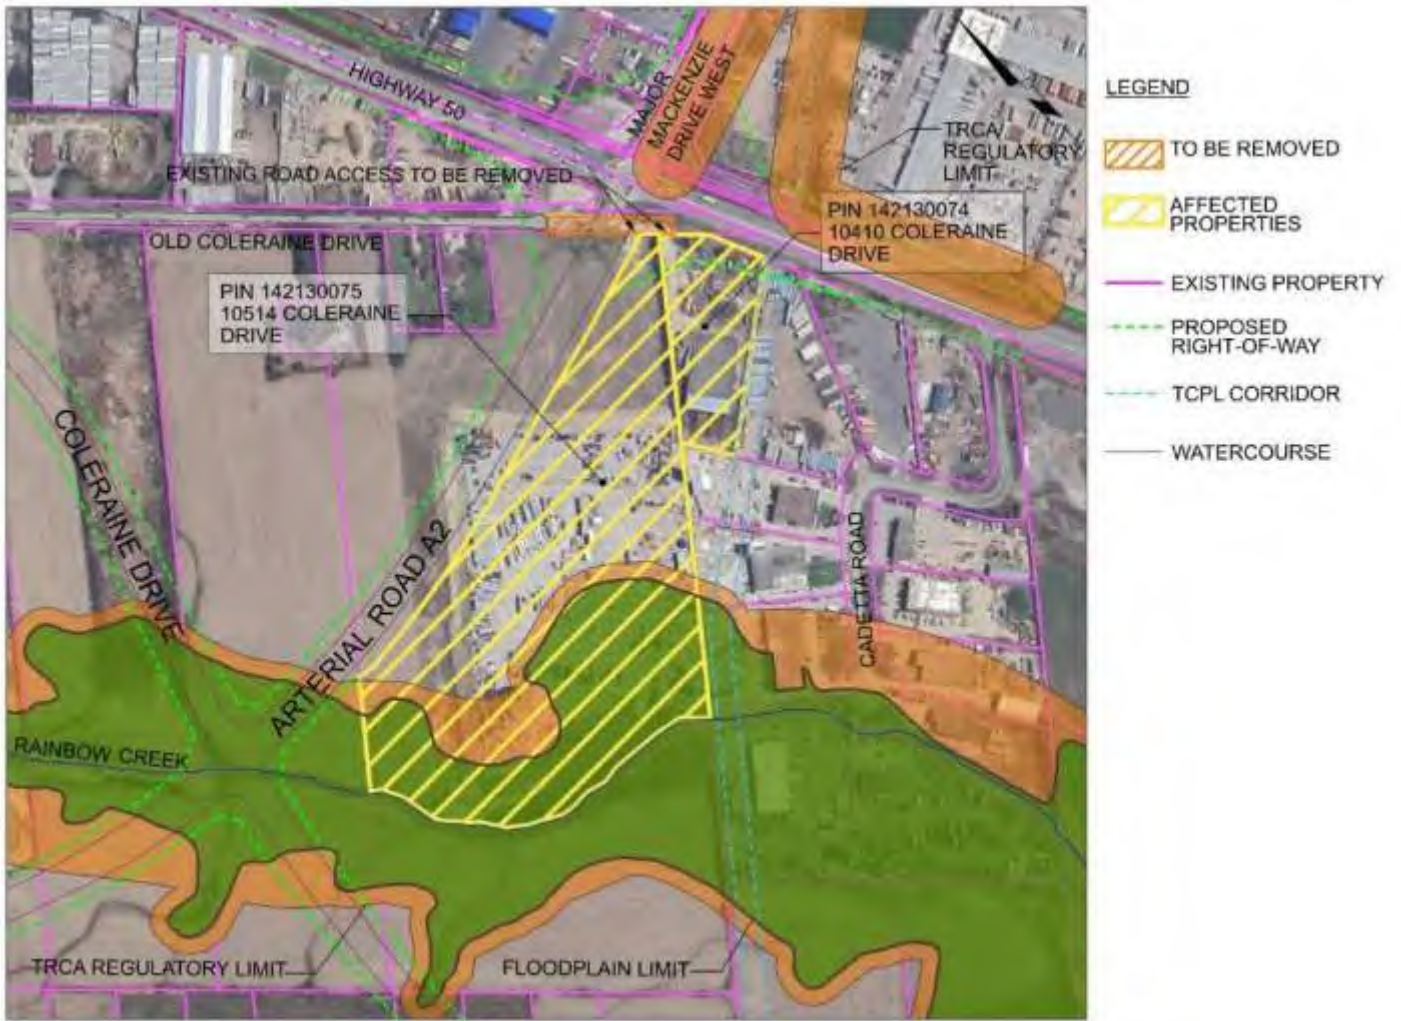 HIGHWAY 50
MAJOR
MACKENZIE
DRIVE WEST
TRCA
REGULATORY
LIMIT
EXISTING ROAD ACCESS TO BE REMOVED
PIN 142130074
10410 COLERAINE
DRIVE
OLD COLERAINE DRIVE
PIN 142130075
10514 COLERAINE
DRIVE
COLERAINE DRIVE
ARTERIAL ROAD A2
CADETTA ROAD
RAINBOW CREEK
TRCA REGULATORY LIMIT
FLOODPLAIN LIMIT
LEGEND
TO BE REMOVED
AFFECTED
PROPERTIES
EXISTING PROPERTY
PROPOSED
RIGHT-OF-WAY
TCPL CORRIDOR
WATERCOURSE